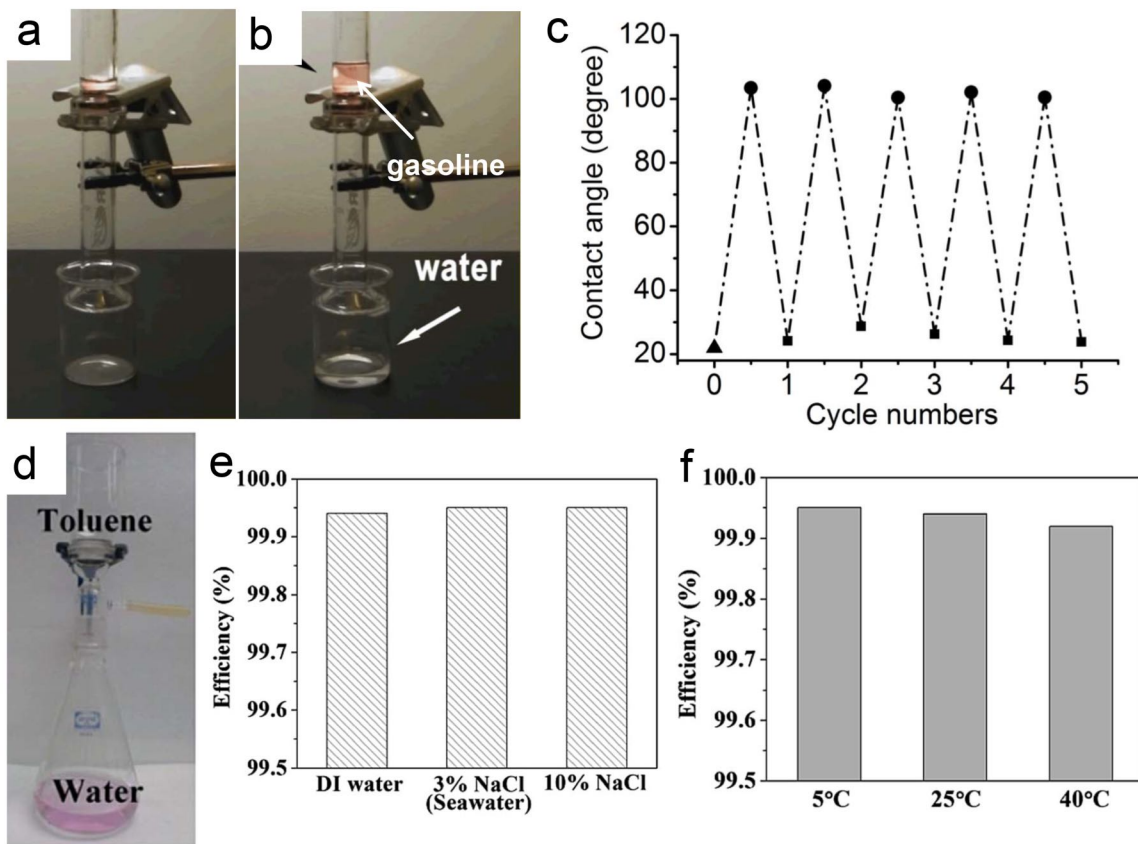 a
b
gasoline
water
c
Contact angle (degree)
120
100
80
60
40
20
0 1 2 3 4 5
Cycle numbers
d
Toluene
Water
e
Efficiency (%)
100.0
99.9
99.8
99.7
99.6
99.5
DI water 3% NaCl 10% NaCl
(Seawater)
f
Efficiency (%)
100.0
99.9
99.8
99.7
99.6
99.5
5°C 25°C 40°C